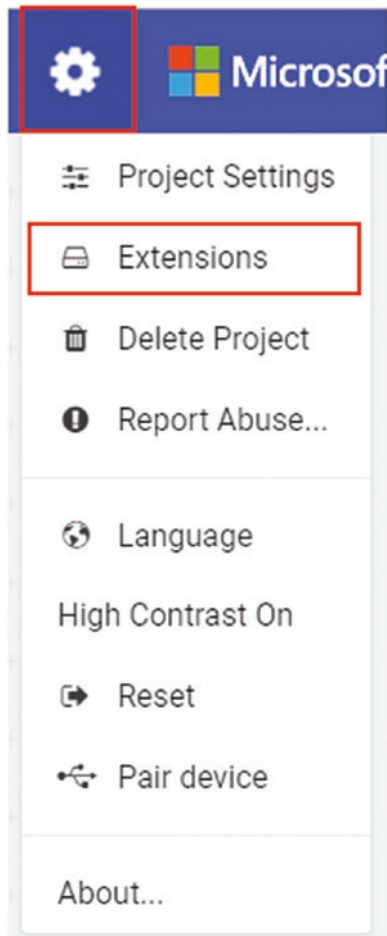 Microsof
Project Settings
Extensions
Delete Project
Report Abuse...
Language
High Contrast On
Reset
Pair device
About...